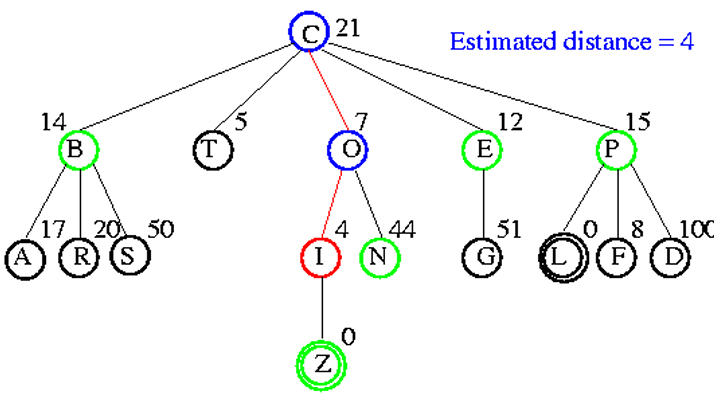 C 21
Estimated distance = 4
14 5 7 12 15
B T O E P
17 20 50 4 44 51 0 8 100
A R S I N G L F D
0
Z